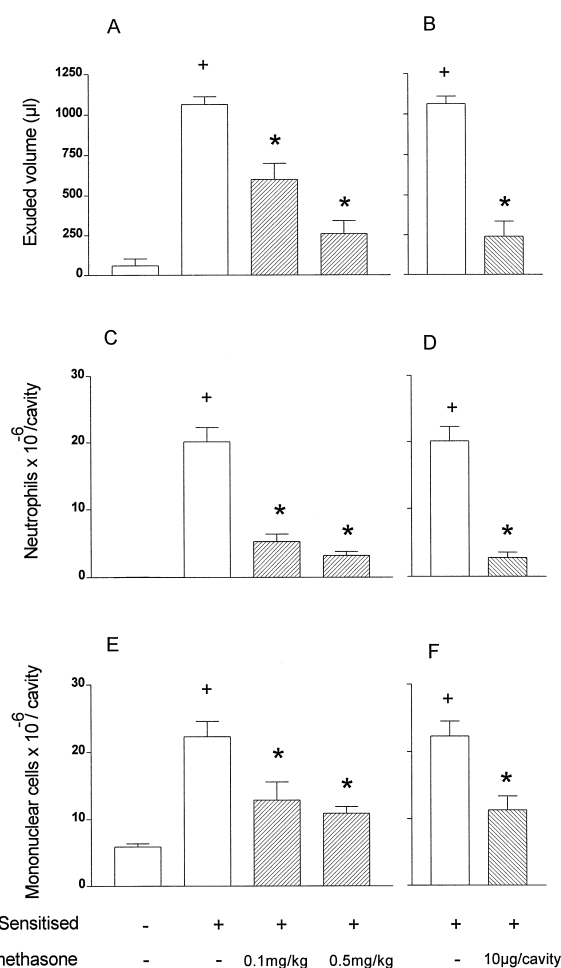 A
B
Exuded volume (µl)
1250
1000
750
500
250
0
+
*
*
+
*
C
D
Neutrophils x 10⁻⁶/cavity
30
20
10
0
+
*
*
+
*
E
F
Mononuclear cells x 10⁻⁶/ cavity
30
20
10
0
+
*
*
+
*
Sensitised - + + + + +
nethasone - - 0.1mg/kg 0.5mg/kg - 10µg/cavity